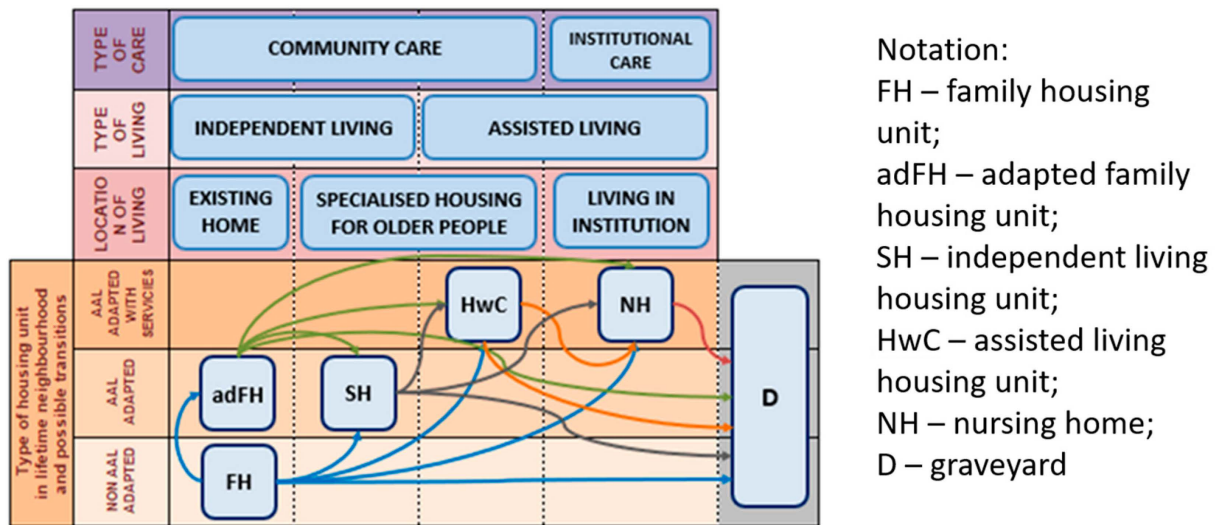 TYPE
OF
CARE
COMMUNITY CARE
INSTITUTIONAL
CARE
TYPE
OF
LIVING
INDEPENDENT LIVING
ASSISTED LIVING
LOCATIO
N OF
LIVING
EXISTING
HOME
SPECIALISED HOUSING
FOR OLDER PEOPLE
LIVING IN
INSTITUTION
Type of housing unit
in lifetime neighbourhood
and possible transitions
AAL
ADAPTED
WITH
SERVICIES
HwC
NH
AAL
ADAPTED
adFH
SH
D
NON AAL
ADAPTED
FH
Notation:
FH – family housing
unit;
adFH – adapted family
housing unit;
SH – independent living
housing unit;
HwC – assisted living
housing unit;
NH – nursing home;
D – graveyard